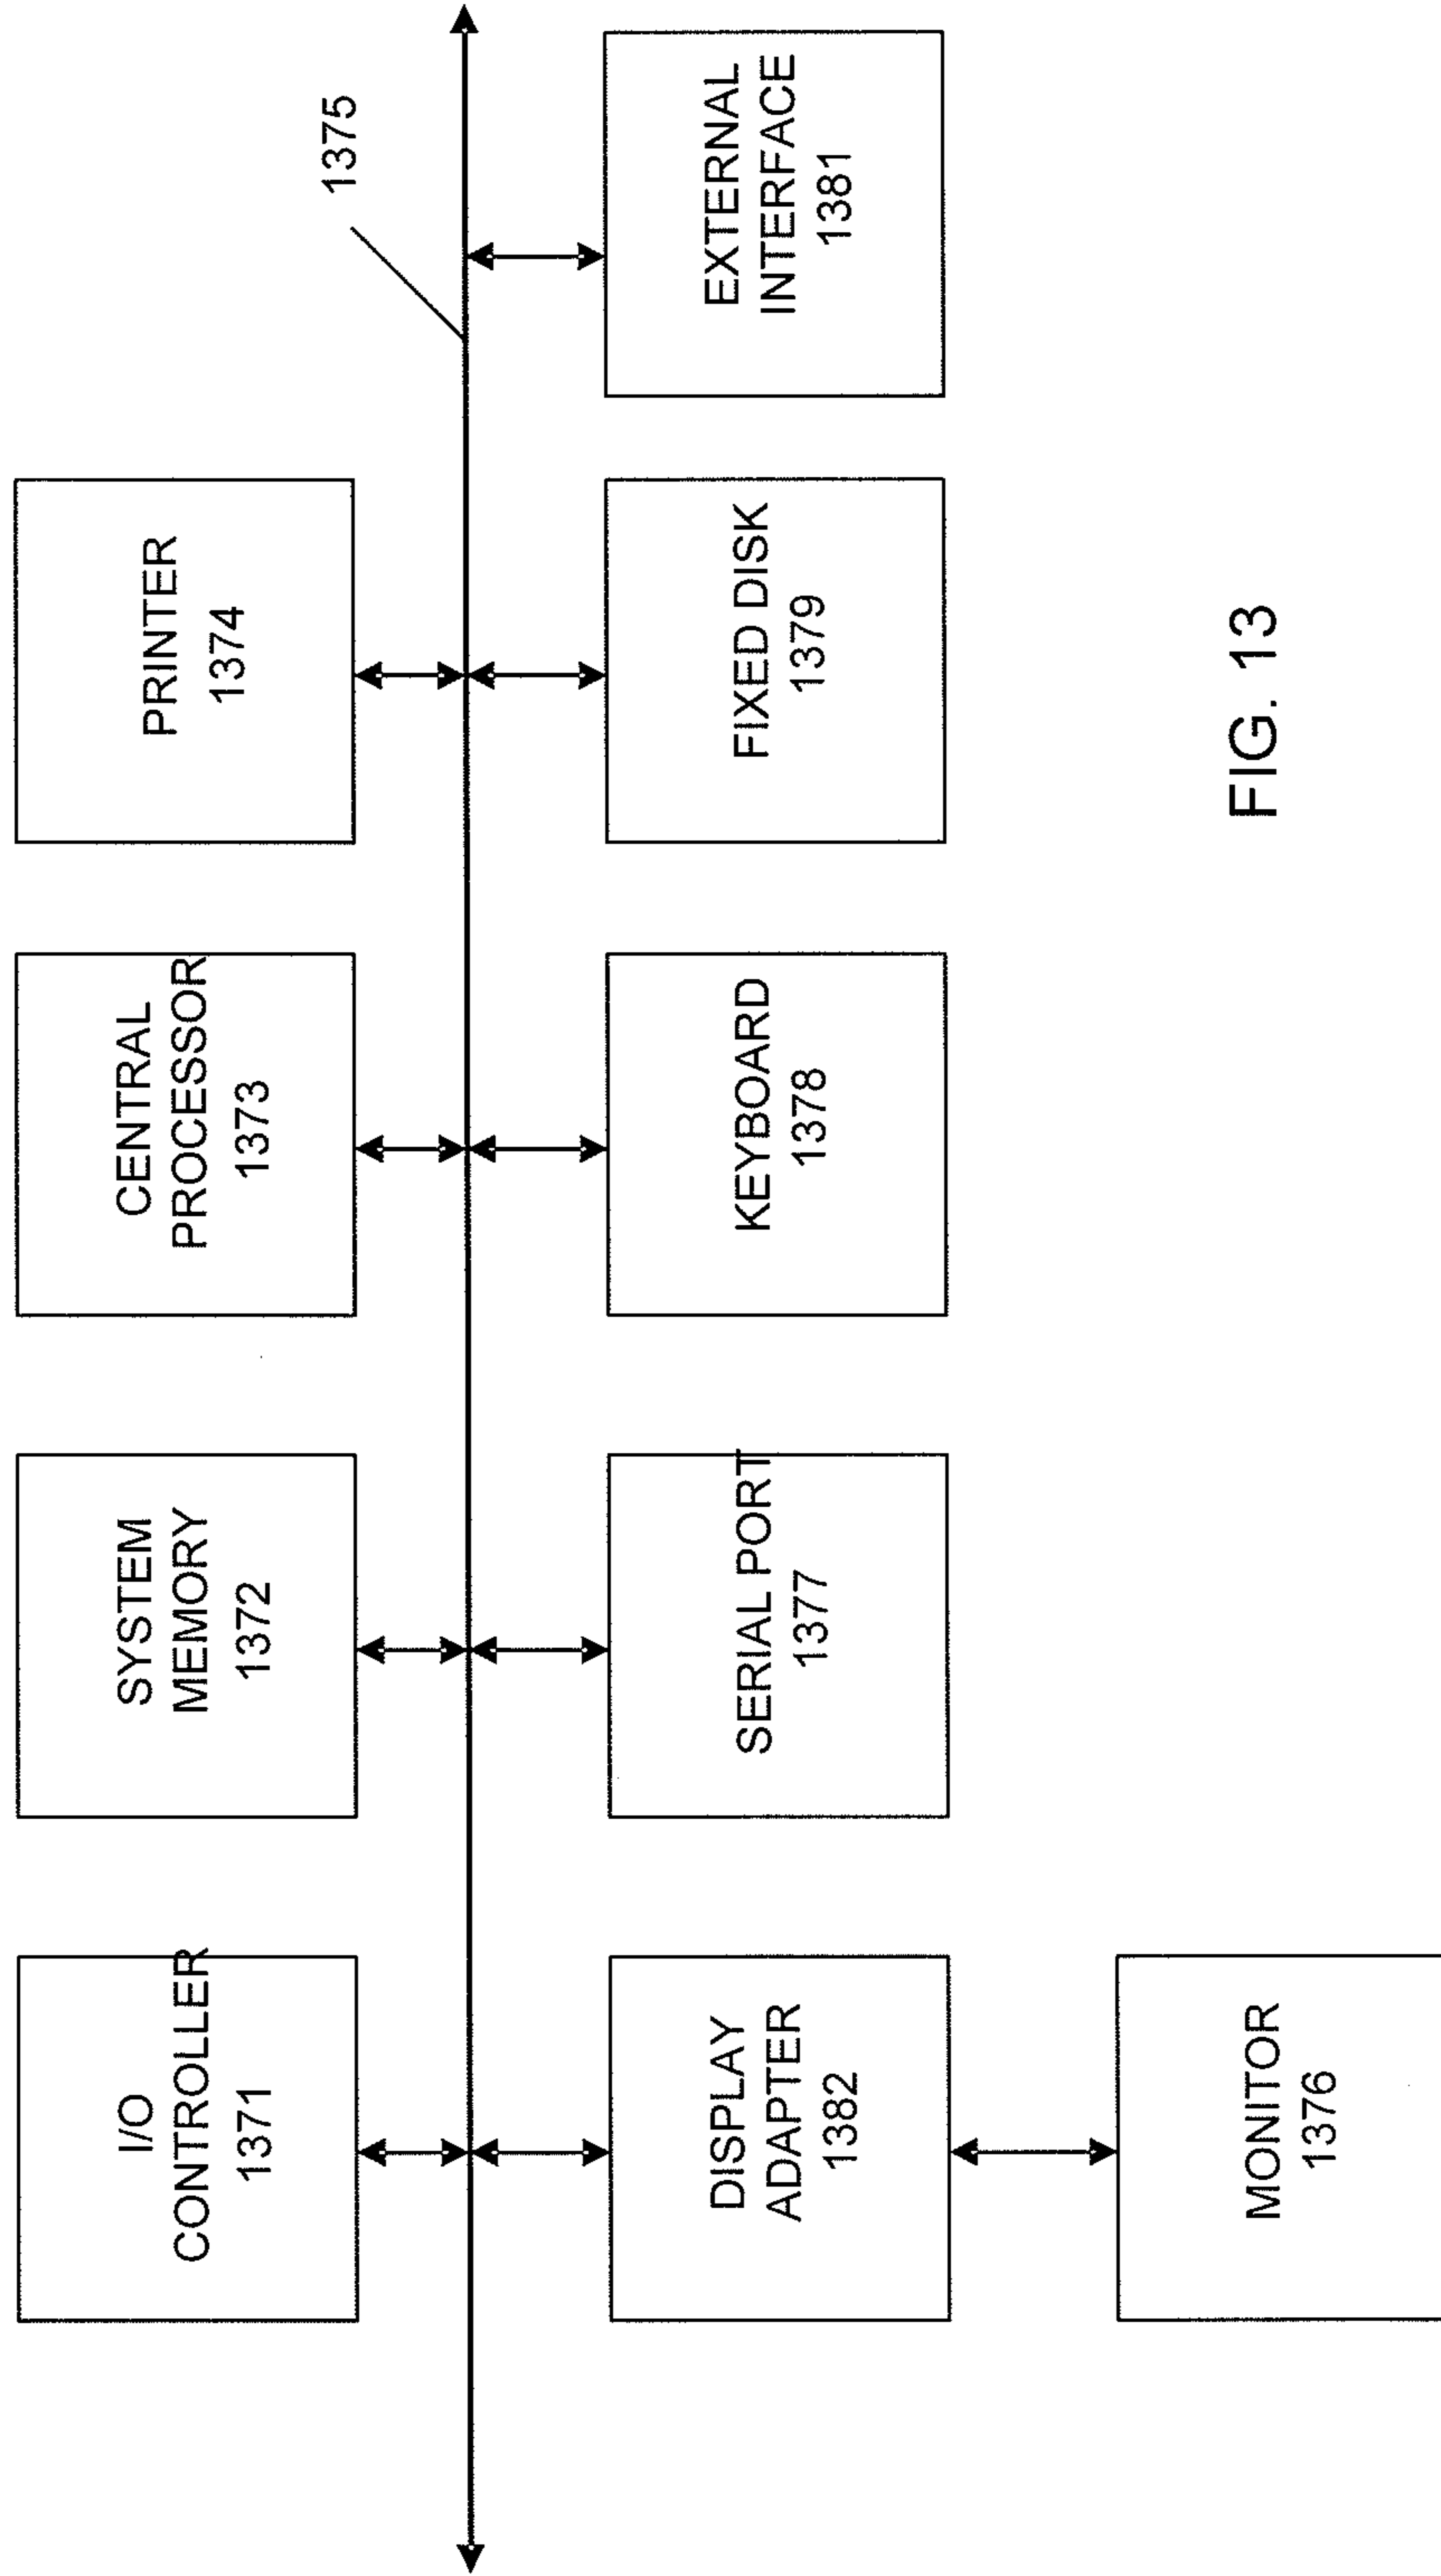 I/O
CONTROLLER
1371
SYSTEM
MEMORY
1372
CENTRAL
PROCESSOR
1373
PRINTER
1374
1375
DISPLAY
ADAPTER
1382
SERIAL PORT
1377
KEYBOARD
1378
FIXED DISK
1379
EXTERNAL
INTERFACE
1381
MONITOR
1376
FIG. 13